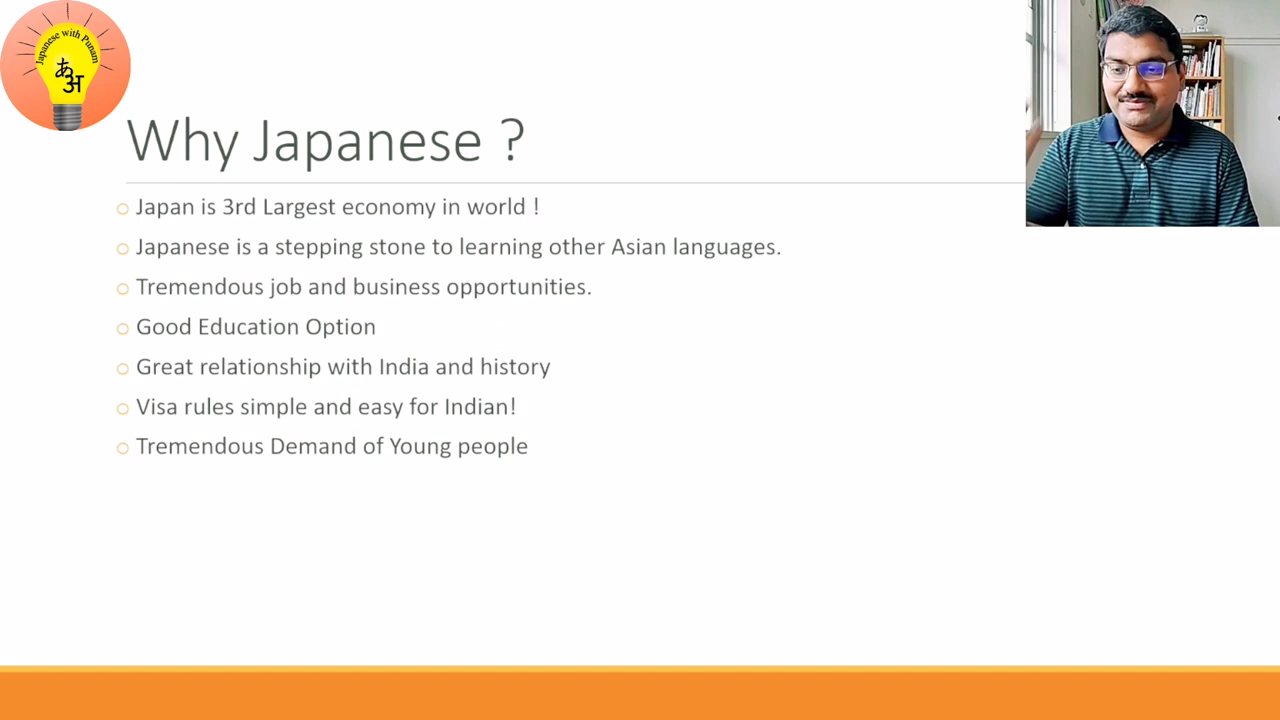 Japanese with Punam
あ
अ
Why Japanese ?
Japan is 3rd Largest economy in world !
Japanese is a stepping stone to learning other Asian languages.
Tremendous job and business opportunities.
Good Education Option
Great relationship with India and history
Visa rules simple and easy for Indian!
Tremendous Demand of Young people